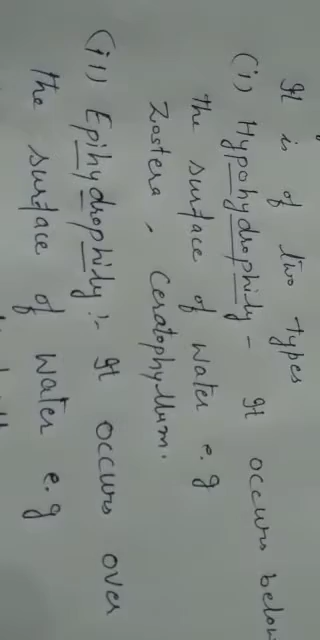 It is of two types
(i) Hypohydrophily - It occurs below
the surface of water e.g
Zostera, Ceratophyllum.
(ii) Epihydrophily :- It occurs over
the surface of water e.g